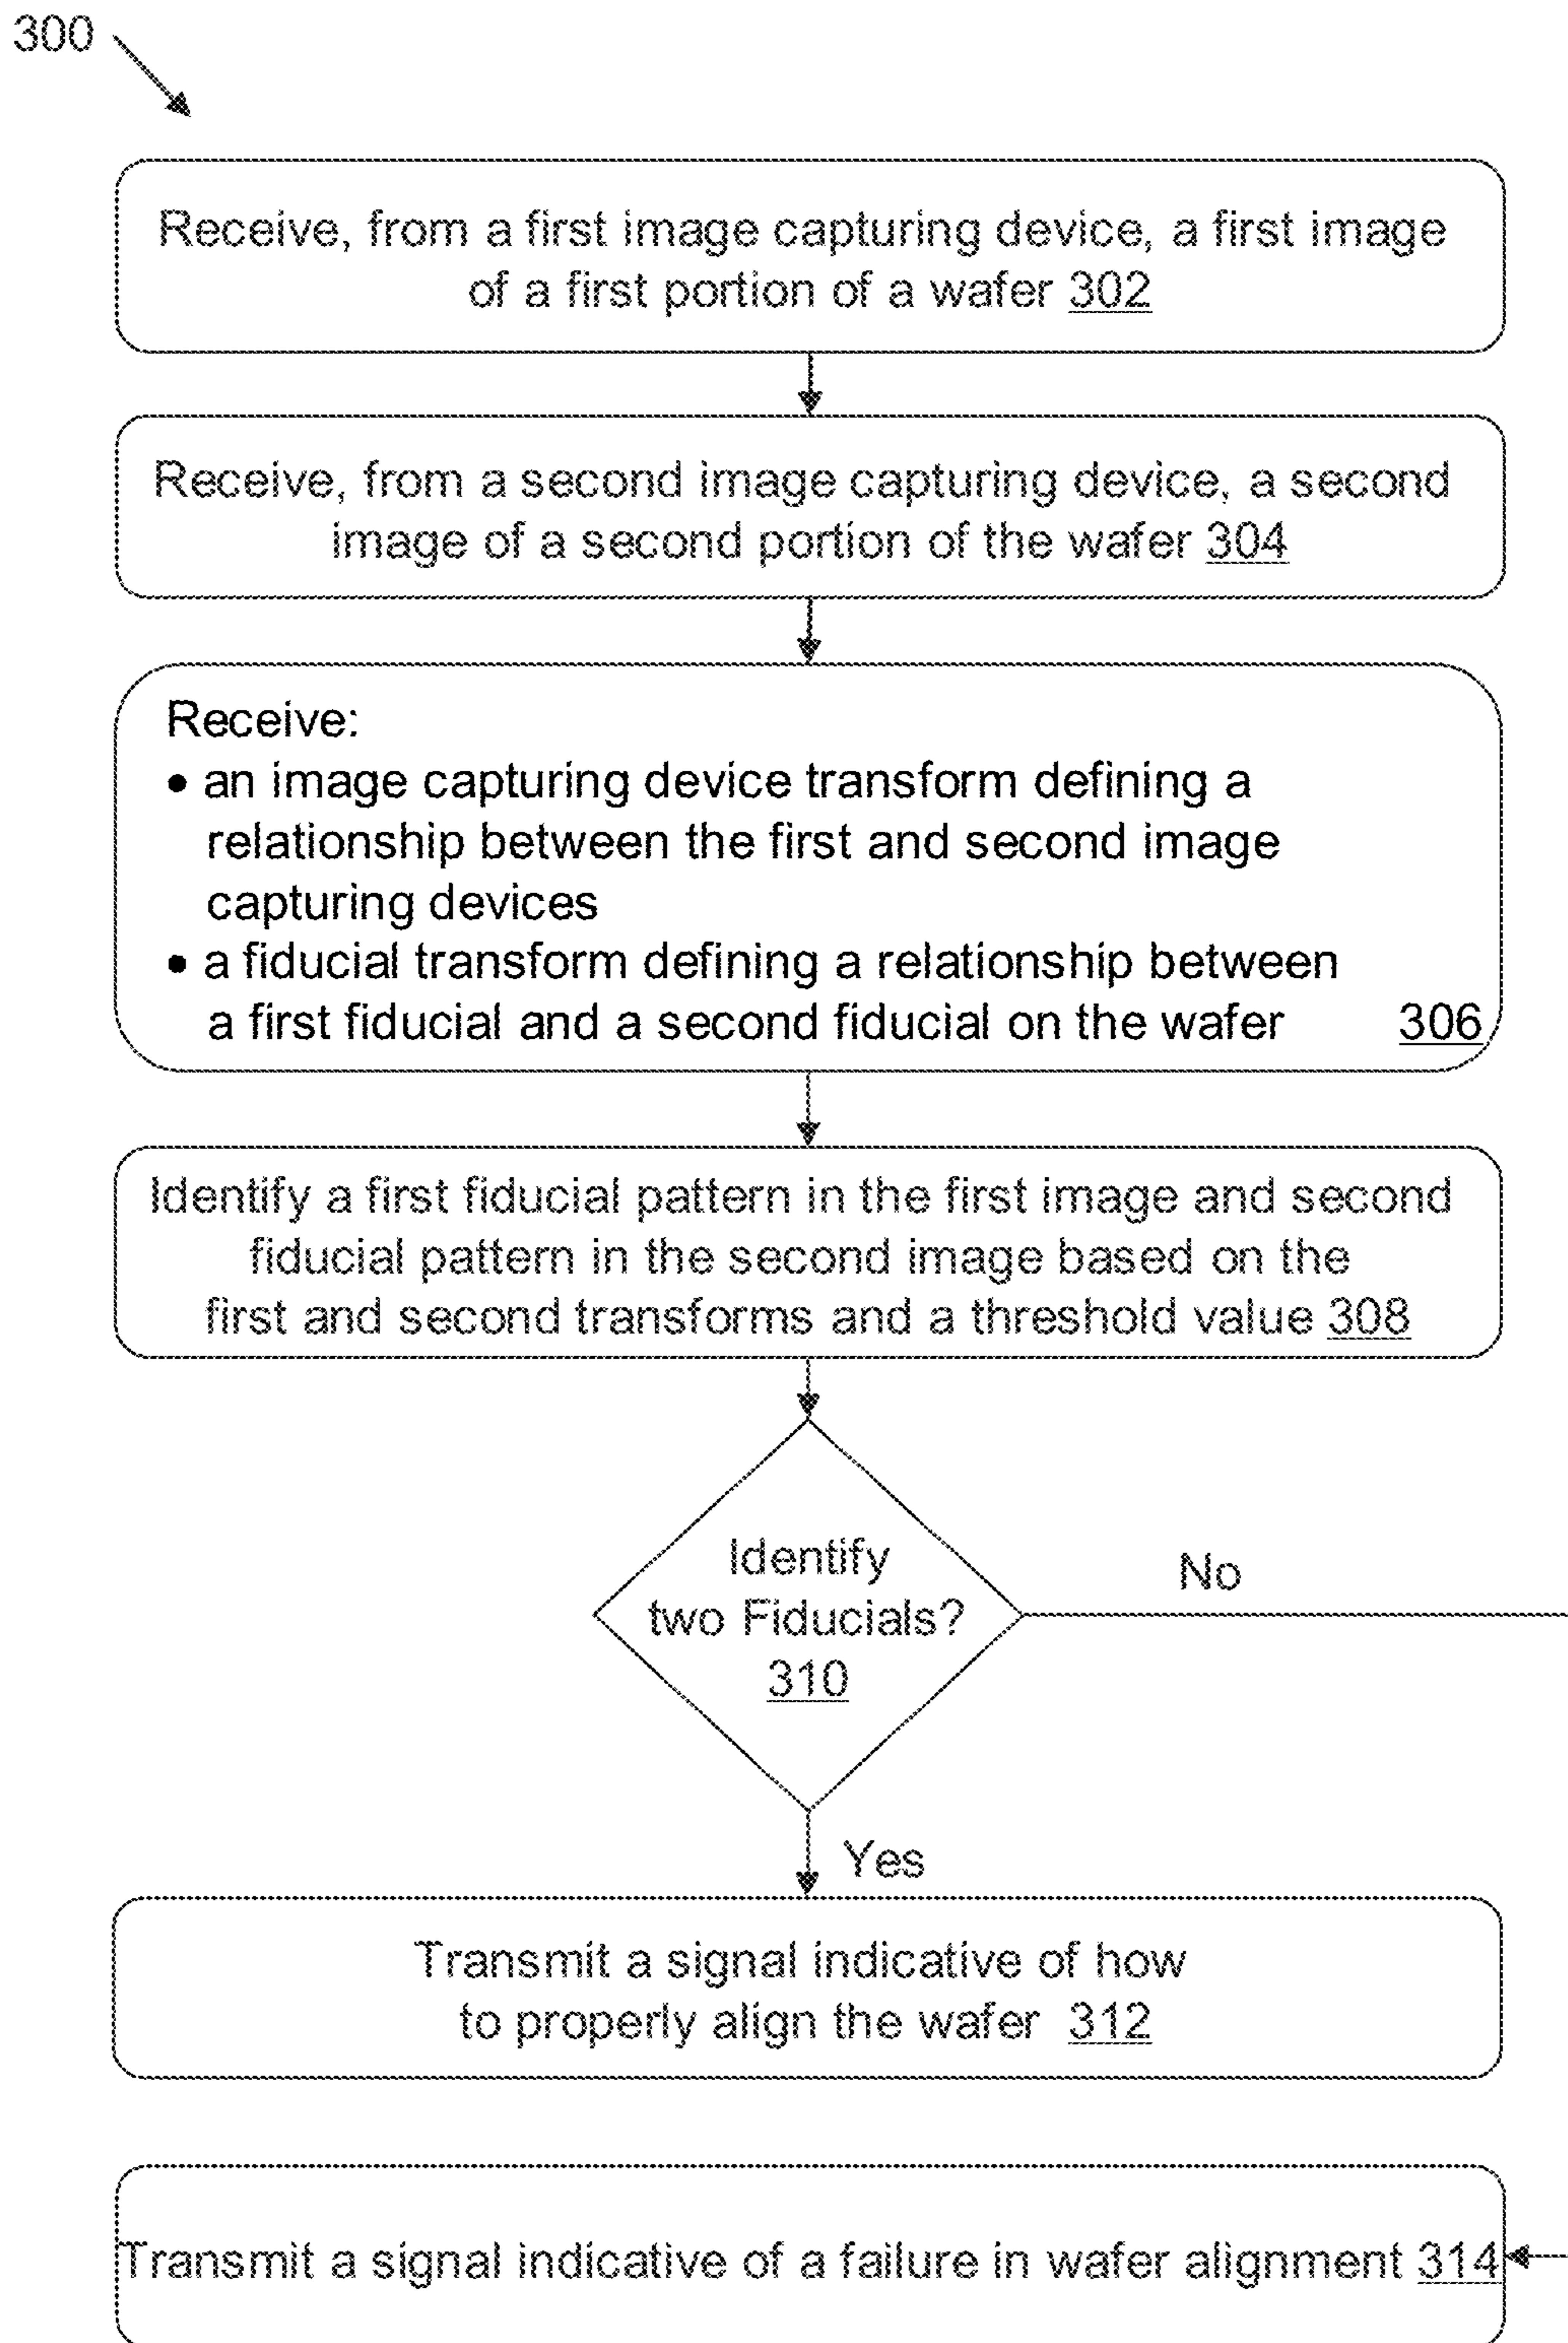 300
Receive, from a first image capturing device, a first image
of a first portion of a wafer 302
Receive, from a second image capturing device, a second
image of a second portion of the wafer 304
Receive:
• an image capturing device transform defining a
relationship between the first and second image
capturing devices
• a fiducial transform defining a relationship between
a first fiducial and a second fiducial on the wafer 306
Identify a first fiducial pattern in the first image and second
fiducial pattern in the second image based on the
first and second transforms and a threshold value 308
Identify
two Fiducials?
310
No
Yes
Transmit a signal indicative of how
to properly align the wafer 312
Transmit a signal indicative of a failure in wafer alignment 314